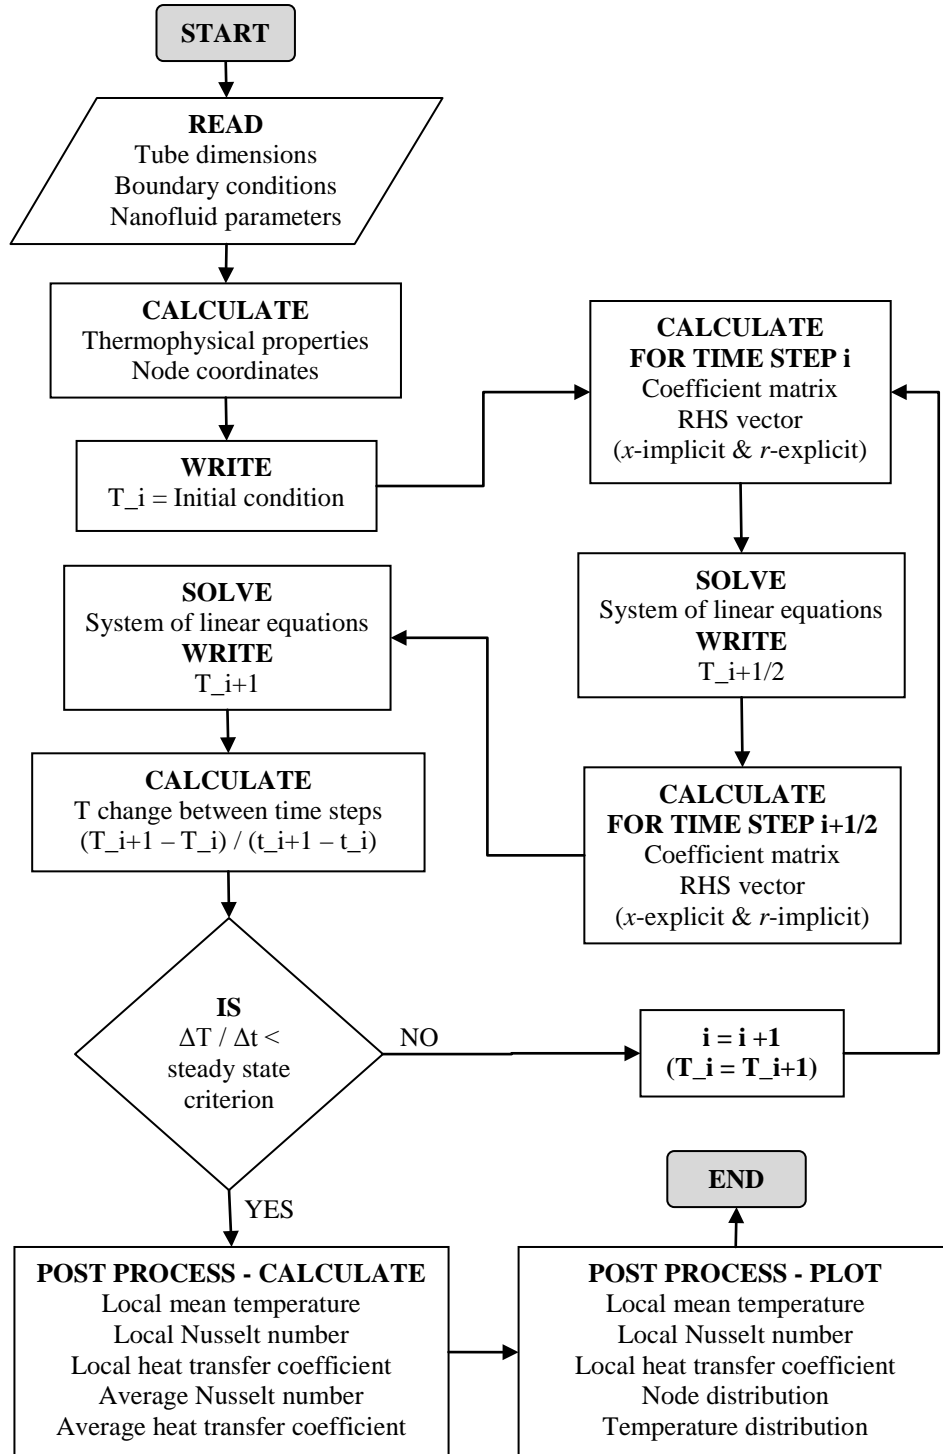 START
READ
Tube dimensions
Boundary conditions
Nanofluid parameters
CALCULATE
Thermophysical properties
Node coordinates
WRITE
T_i = Initial condition
CALCULATE
FOR TIME STEP i
Coefficient matrix
RHS vector
(x-implicit & r-explicit)
SOLVE
System of linear equations
WRITE
T_i+1/2
CALCULATE
FOR TIME STEP i+1/2
Coefficient matrix
RHS vector
(x-explicit & r-implicit)
SOLVE
System of linear equations
WRITE
T_i+1
CALCULATE
T change between time steps
(T_i+1 – T_i) / (t_i+1 – t_i)
IS
ΔT / Δt <
steady state
criterion
NO
i = i +1
(T_i = T_i+1)
YES
POST PROCESS - CALCULATE
Local mean temperature
Local Nusselt number
Local heat transfer coefficient
Average Nusselt number
Average heat transfer coefficient
POST PROCESS - PLOT
Local mean temperature
Local Nusselt number
Local heat transfer coefficient
Node distribution
Temperature distribution
END